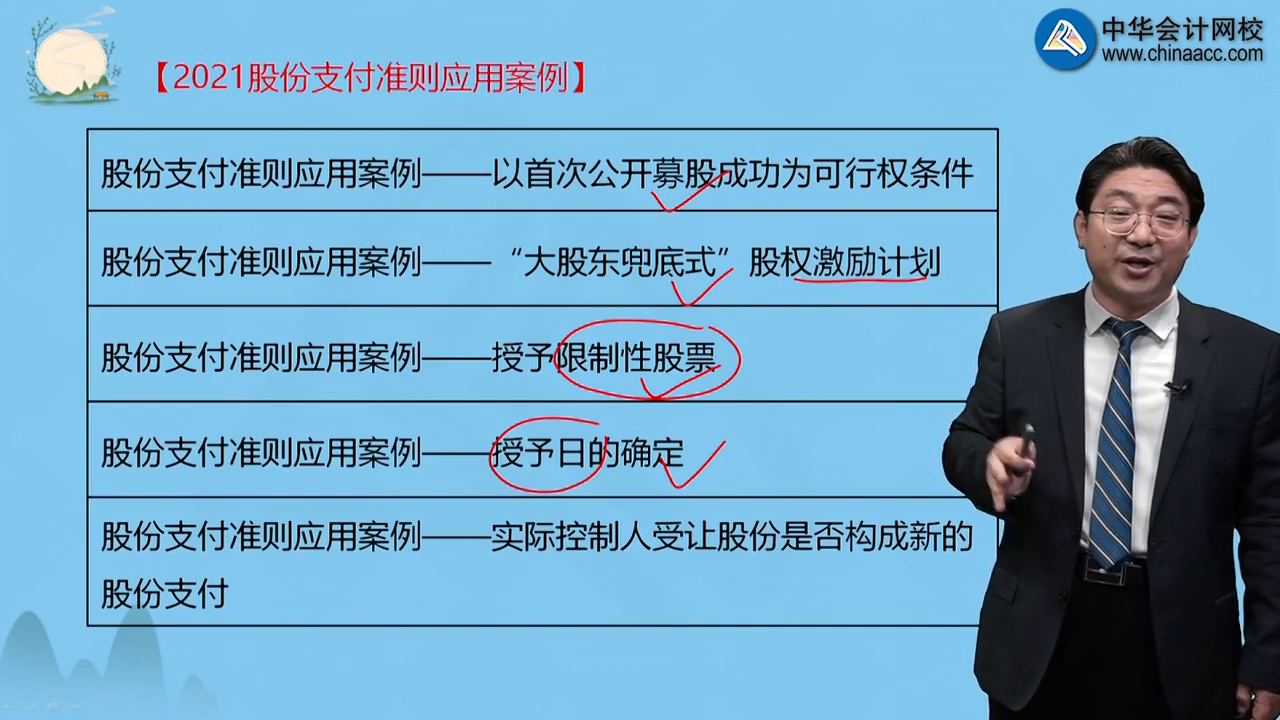 中华会计网校
www.chinaacc.com
【2021股份支付准则应用案例】
股份支付准则应用案例——以首次公开募股成功为可行权条件
股份支付准则应用案例——“大股东兜底式”股权激励计划
股份支付准则应用案例——授予限制性股票
股份支付准则应用案例——授予日的确定
股份支付准则应用案例——实际控制人受让股份是否构成新的
股份支付